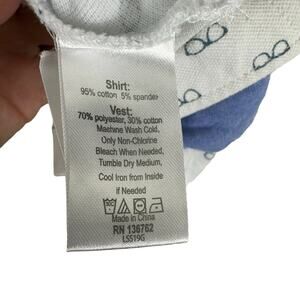 Shirt:
95% cotton 5% spandex
Vest:
70% polyester, 30% cotton
Machine Wash Cold,
Only Non-Chlorine
Bleach When Needed,
Tumble Dry Medium,
Cool Iron from Inside
if Needed
Made in China
RN 136762
LS519G